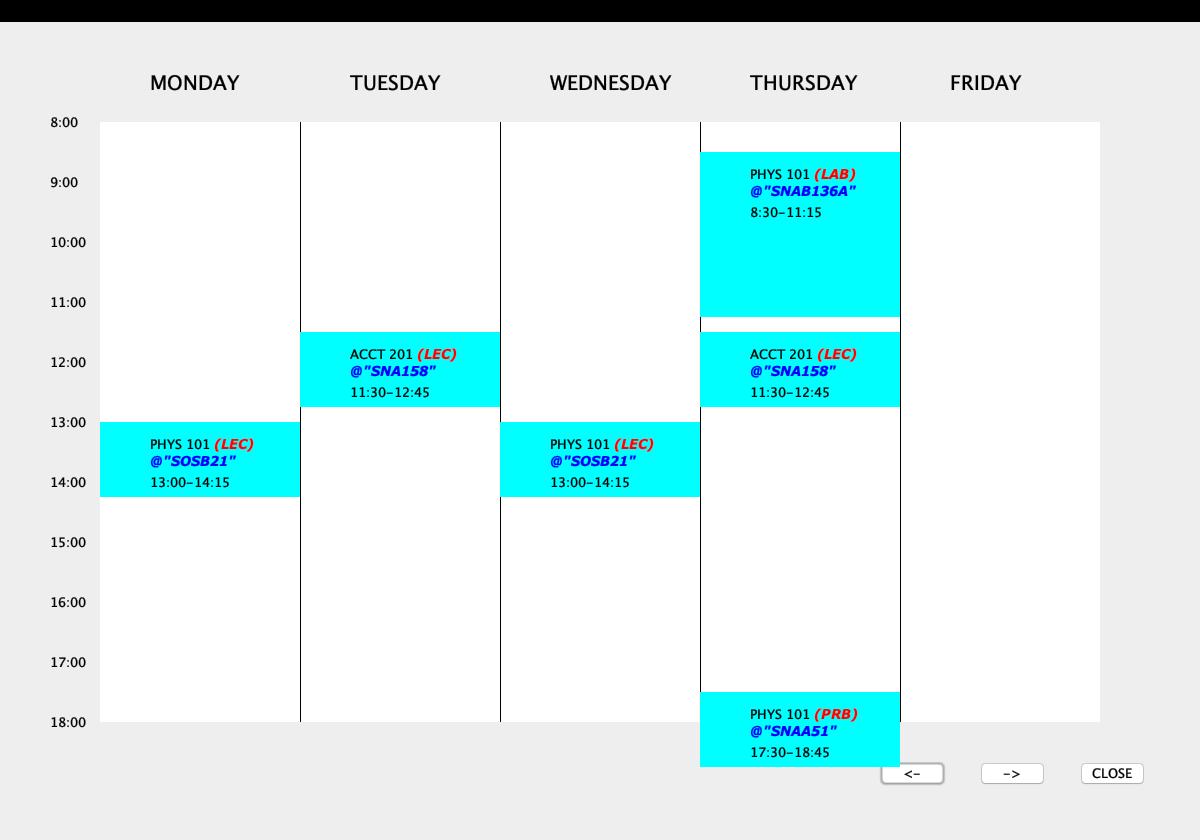 MONDAY TUESDAY WEDNESDAY THURSDAY FRIDAY
8:00
PHYS 101 (LAB)
9:00
@"SNAB136A"
8:30-11:15
10:00
11:00
ACCT 201 (LEC)
@"SNA158"
11:30-12:45
ACCT 201 (LEC)
@"SNA158"
11:30-12:45
12:00
13:00
PHYS 101 (LEC)
@"SOSB21"
13:00-14:15
PHYS 101 (LEC)
@"SOSB21"
13:00-14:15
14:00
15:00
16:00
17:00
18:00
PHYS 101 (PRB)
@"SNAA51"
17:30-18:45
<- -> CLOSE